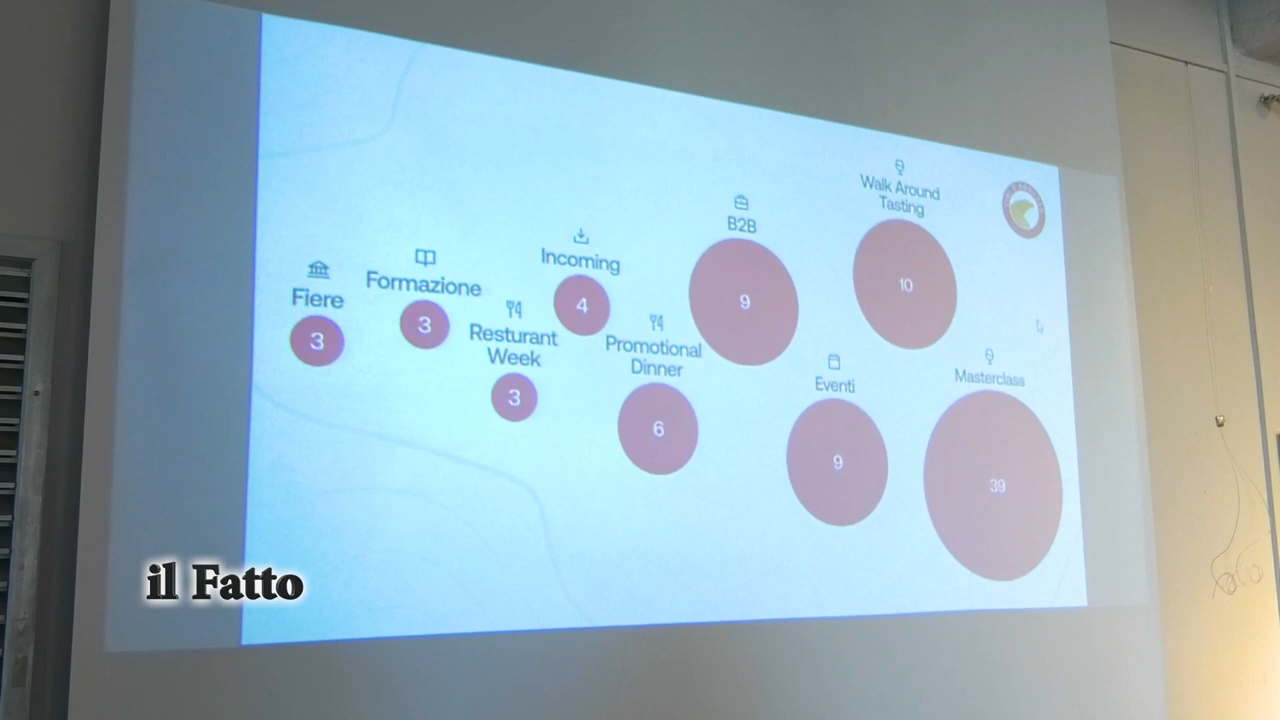 Fiere
3
Formazione
3
Resturant
Week
3
Incoming
4
Promotional
Dinner
6
B2B
9
Eventi
9
Walk Around
Tasting
10
Masterclass
39
il Fatto